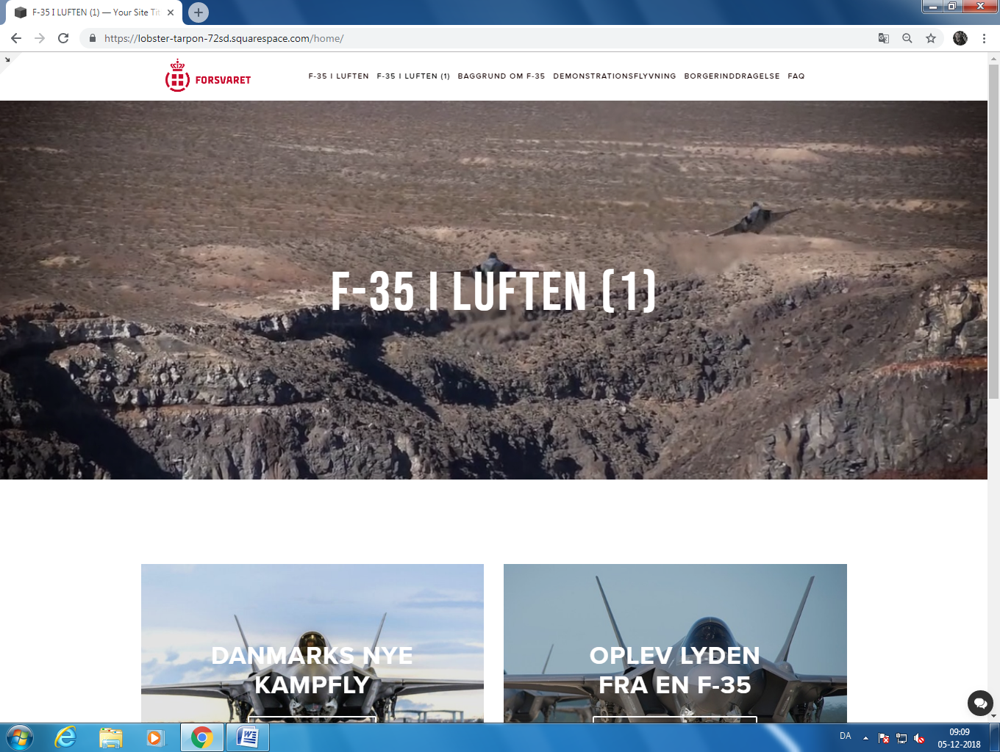 F-35 I LUFTEN (1) — Your Site Tit
https://lobster-tarpon-72sd.squarespace.com/home/
FORSVARET
F-35 I LUFTEN F-35 I LUFTEN (1) BAGGRUND OM F-35 DEMONSTRATIONSFLYVNING BORGERINDDRAGELSE FAQ
F-35 I LUFTEN (1)
DANMARKS NYE
KAMPFLY
OPLEV LYDEN
FRA EN F-35
DA
09:09
05-12-2018